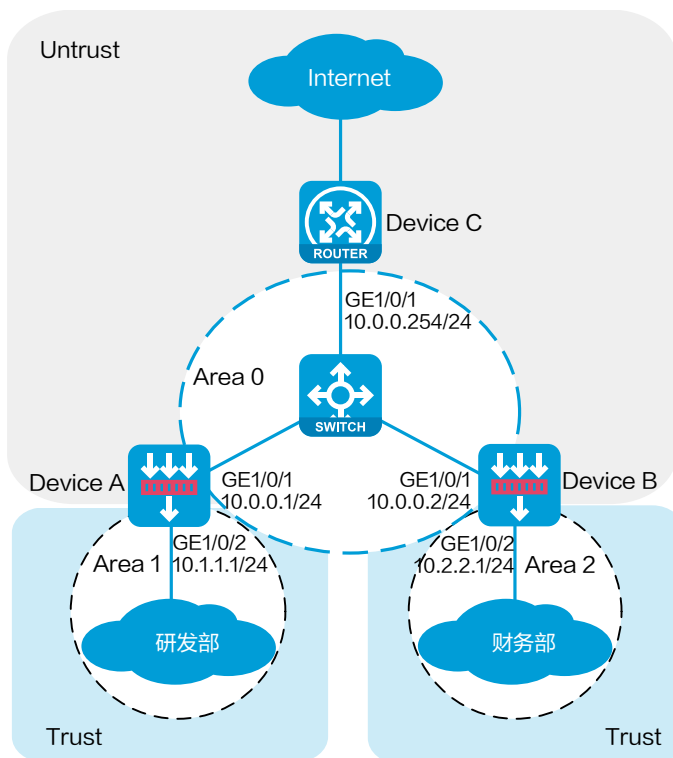 Untrust
Internet
Device C
ROUTER
GE1/0/1
10.0.0.254/24
Area 0
SWITCH
Device A
GE1/0/1
10.0.0.1/24
GE1/0/1
10.0.0.2/24
Device B
GE1/0/2
10.1.1.1/24
Area 1
GE1/0/2
10.2.2.1/24
Area 2
研发部
财务部
Trust
Trust